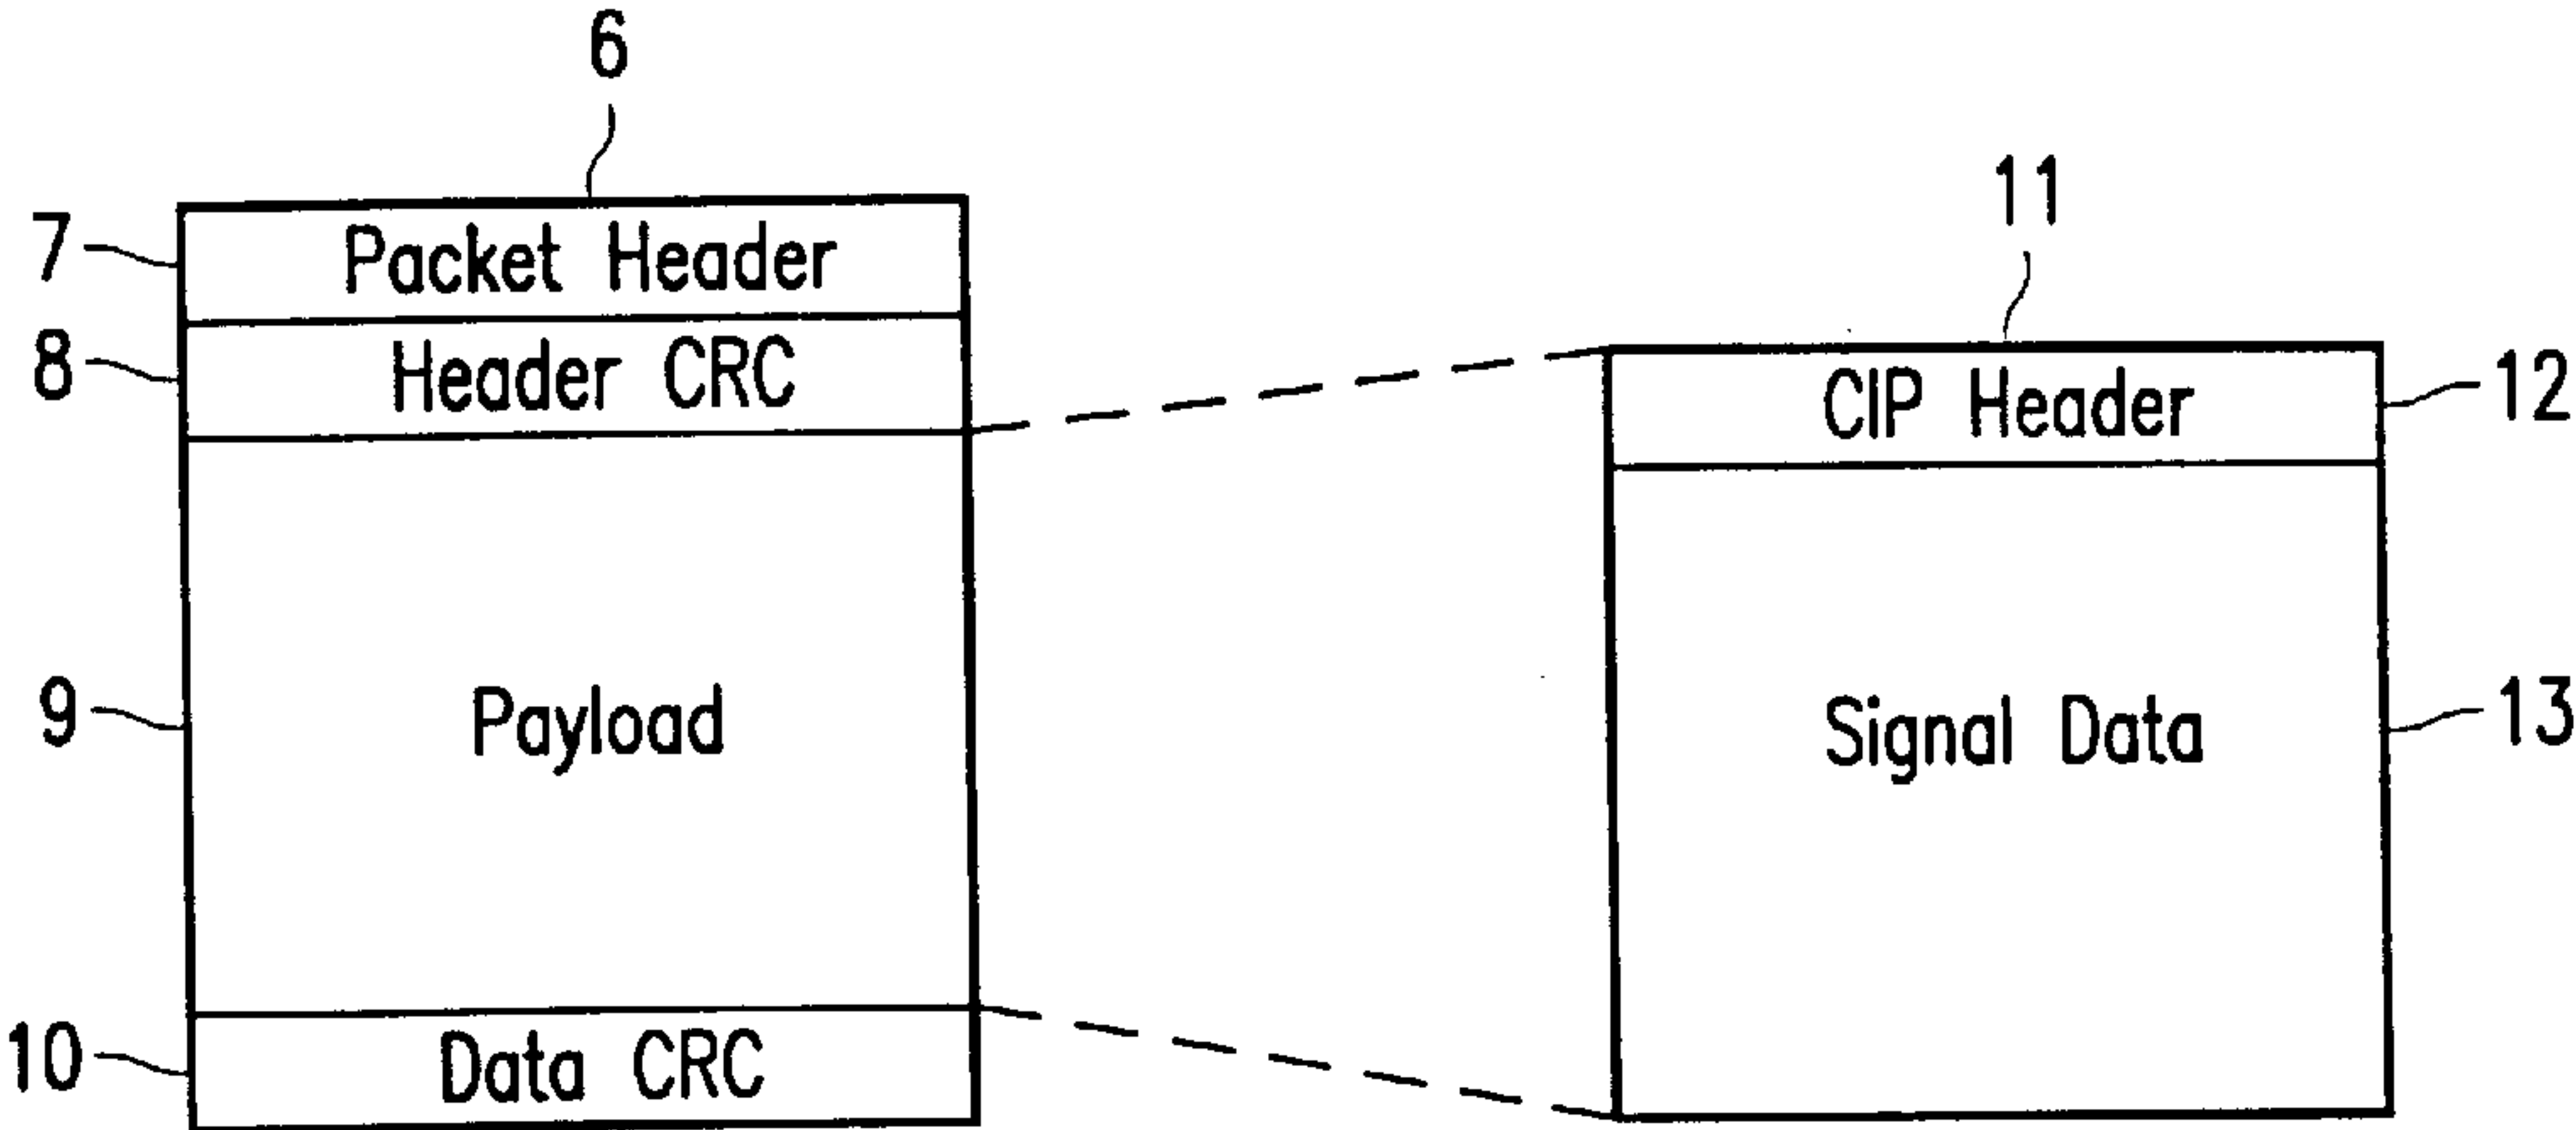 6
7 Packet Header
8 Header CRC
9 Payload
10 Data CRC
11
CIP Header 12
Signal Data 13